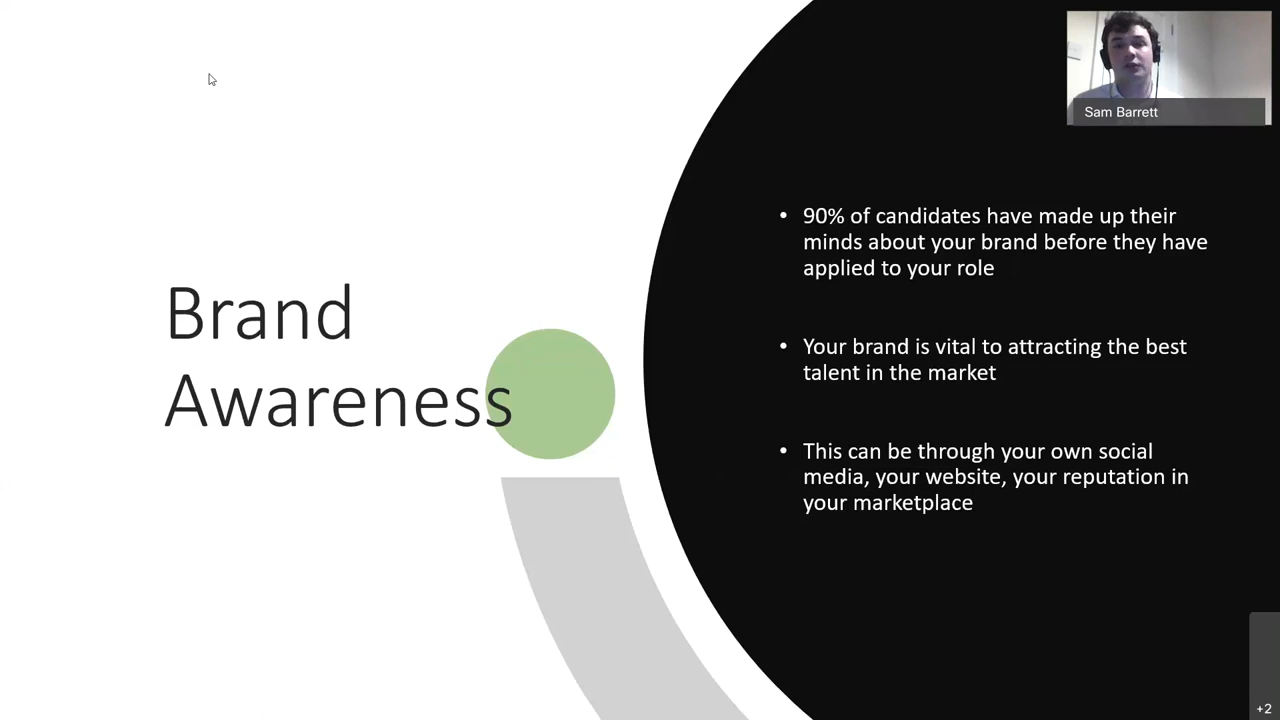 Sam Barrett
Brand
Awareness
• 90% of candidates have made up their
minds about your brand before they have
applied to your role
• Your brand is vital to attracting the best
talent in the market
• This can be through your own social
media, your website, your reputation in
your marketplace
+2